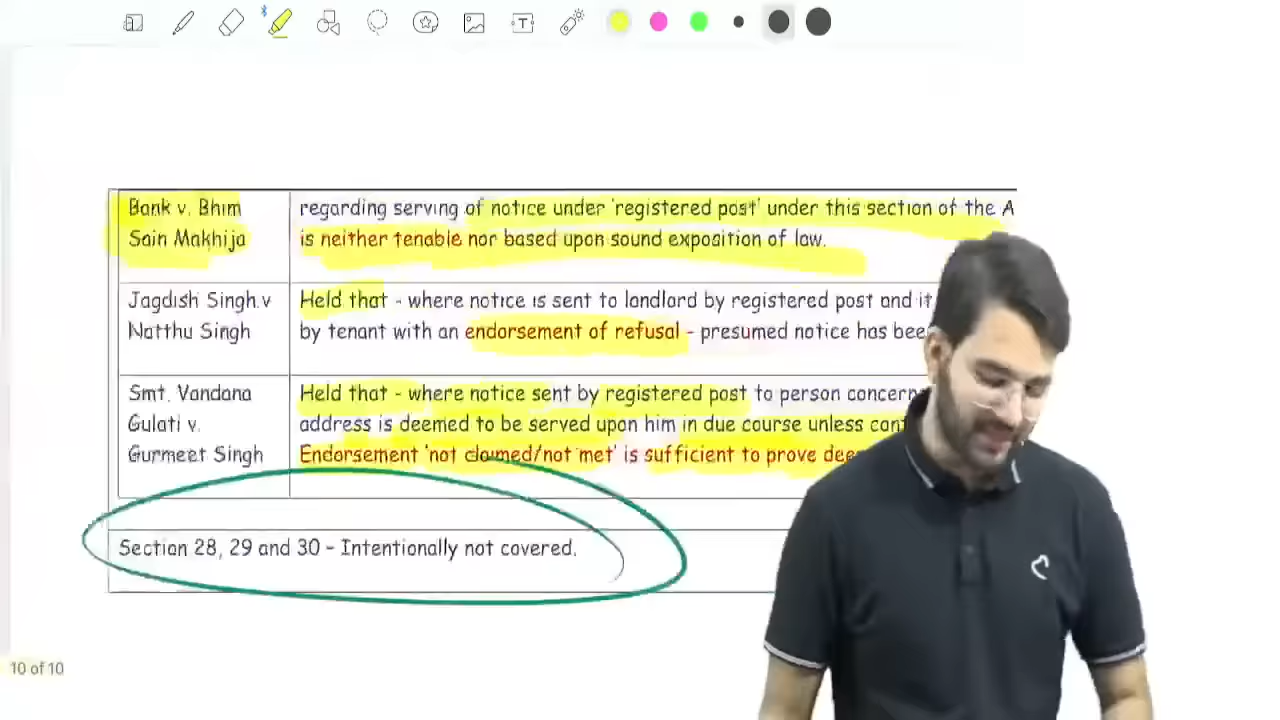 Bank v. Bhim
Sain Makhija
regarding serving of notice under 'registered post' under this section of the A
is neither tenable nor based upon sound exposition of law.
Jagdish Singh.v
Natthu Singh
Held that - where notice is sent to landlord by registered post and it
by tenant with an endorsement of refusal - presumed notice has bee
Smt. Vandana
Gulati v.
Gurmeet Singh
Held that - where notice sent by registered post to person concern
address is deemed to be served upon him in due course unless con
Endorsement 'not claimed/not met' is sufficient to prove dee
Section 28, 29 and 30 - Intentionally not covered.
10 of 10